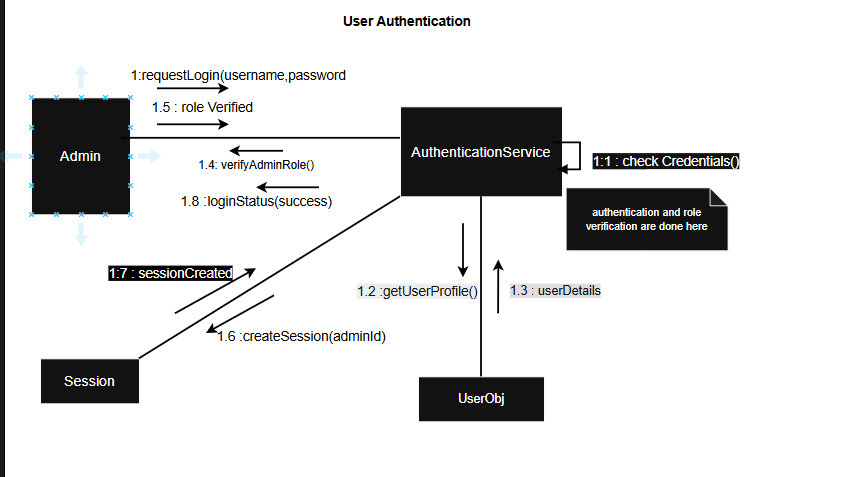 User Authentication
1:requestLogin(username,password
1.5 : role Verified
Admin
AuthenticationService
1:1 : check Credentials()
1.4: verifyAdminRole()
1.8 :loginStatus(success)
authentication and role
verification are done here
1:7 : sessionCreated
1.2 :getUserProfile()
1.3 : userDetails
1.6 :createSession(adminId)
Session
UserObj